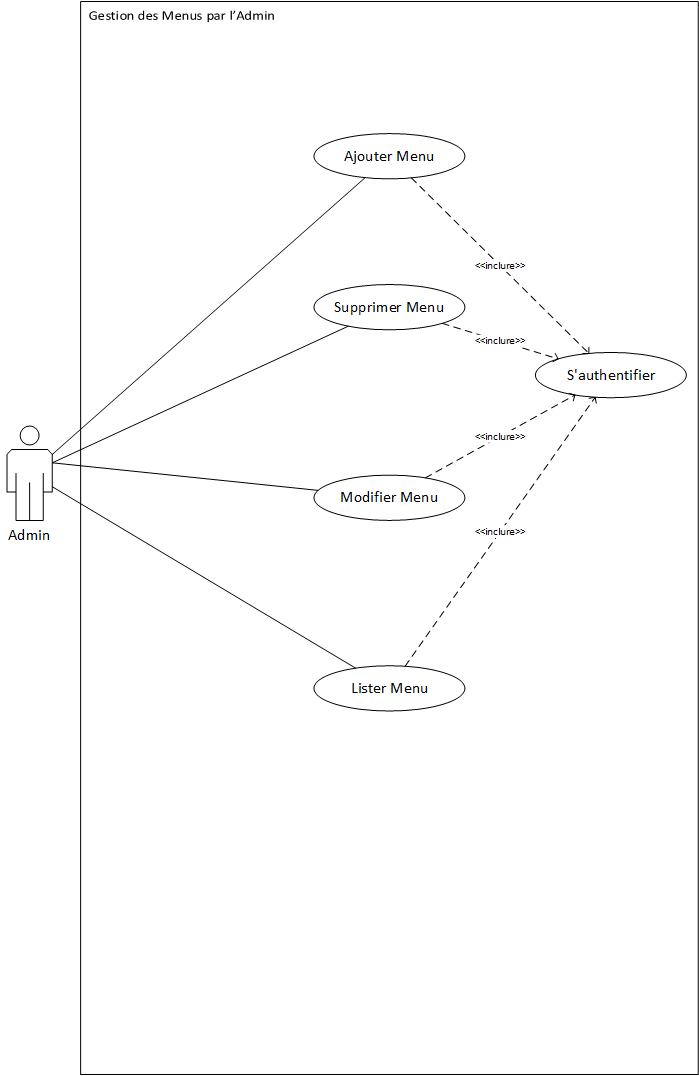 Gestion des Menus par l’Admin
Ajouter Menu
<<inclure>>
Supprimer Menu
<<inclure>>
S'authentifier
<<inclure>>
Modifier Menu
Admin
<<inclure>>
Lister Menu